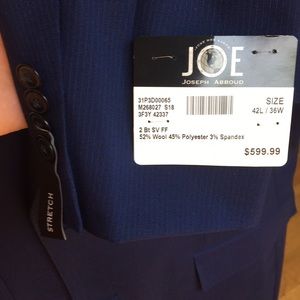 JOE
JOSEPH ABBOUD
31P3D00065
M268027 S18
3F3Y 42337
SIZE
42L / 36W
2 Bt SV FF
52% Wool 45% Polyester 3% Spandex
$599.99
STRETCH